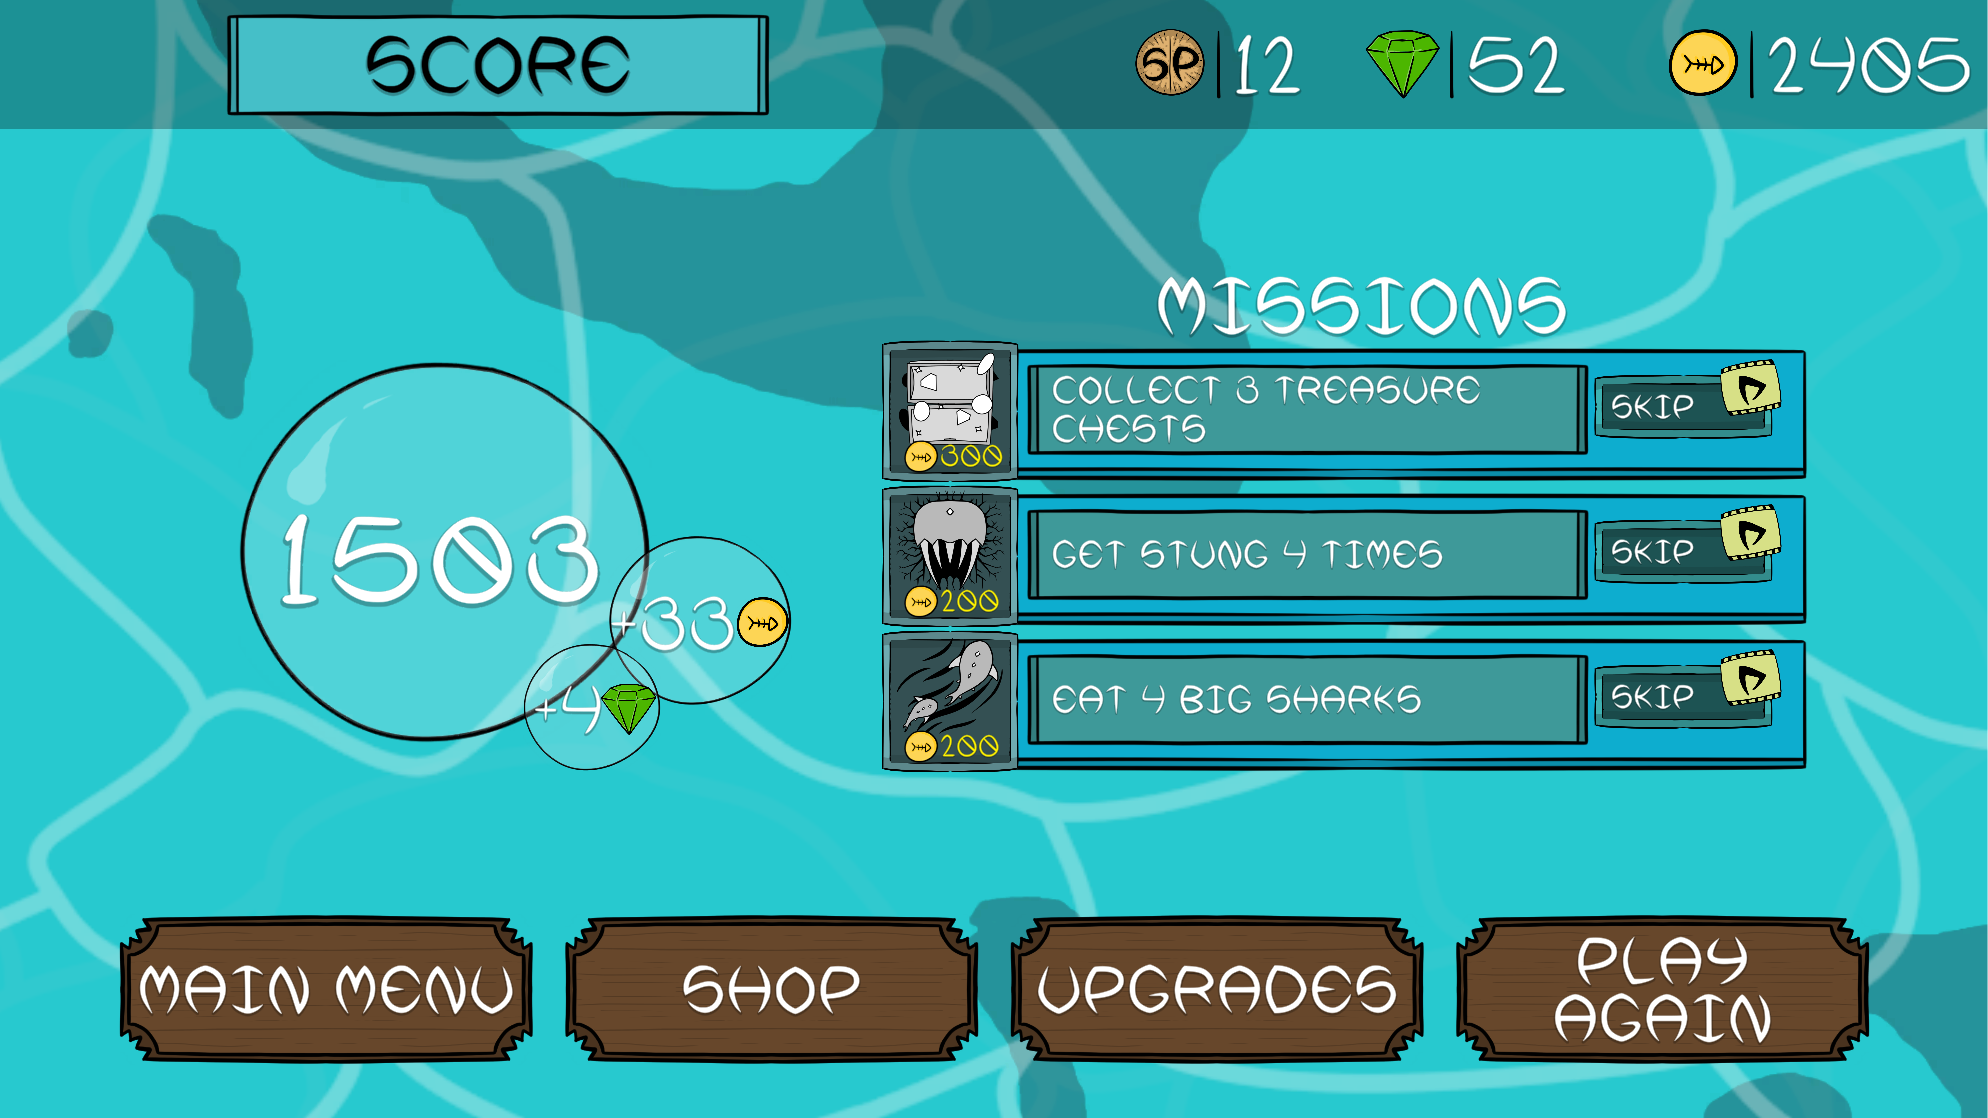 SCORE
SP 12 52 2405
MISSIONS
COLLECT 3 TREASURE
CHESTS
SKIP
300
GET STUNG 4 TIMES
SKIP
200
EAT 4 BIG SHARKS
SKIP
200
1503
+33
+4
MAIN MENU
SHOP
UPGRADES
PLAY
AGAIN